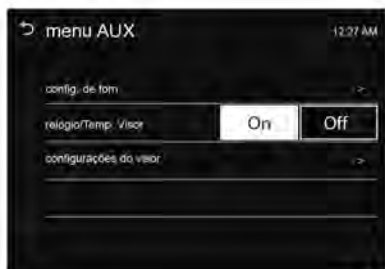 menu AUX 12:27 AM
config. de tom >
relógio/Temp. Visor On Off
configurações do visor >